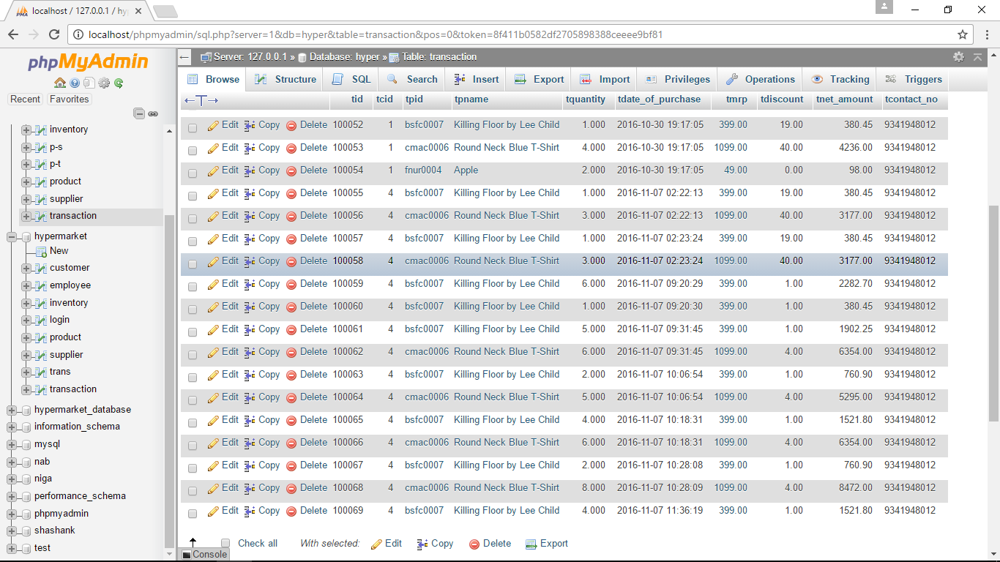 localhost / 127.0.0.1 / hy
localhost/phpmyadmin/sql.php?server=1&db=hyper&table=transaction&pos=0&token=8f411b0582df2705898388ceeee9bf81
phpMyAdmin
Recent Favorites
inventory
p-s
p-t
product
supplier
transaction
hypermarket
New
customer
employee
inventory
login
product
supplier
trans
transaction
hypermarket_database
information_schema
mysql
nab
niga
performance_schema
phpmyadmin
shashank
test
Server: 127.0.0.1 » Database: hyper » Table: transaction
Browse Structure SQL Search Insert Export Import Privileges Operations Tracking Triggers
tid tcid tpid tpname tquantity tdate_of_purchase tmrp tdiscount tnet_amount tcontact_no
Edit Copy Delete 100052 1 bsfc0007 Killing Floor by Lee Child 1.000 2016-10-30 19:17:05 399.00 19.00 380.45 9341948012
Edit Copy Delete 100053 1 cmac0006 Round Neck Blue T-Shirt 4.000 2016-10-30 19:17:05 1099.00 40.00 4236.00 9341948012
Edit Copy Delete 100054 1 fnur0004 Apple 2.000 2016-10-30 19:17:05 49.00 0.00 98.00 9341948012
Edit Copy Delete 100055 4 bsfc0007 Killing Floor by Lee Child 1.000 2016-11-07 02:22:13 399.00 19.00 380.45 9341948012
Edit Copy Delete 100056 4 cmac0006 Round Neck Blue T-Shirt 3.000 2016-11-07 02:22:13 1099.00 40.00 3177.00 9341948012
Edit Copy Delete 100057 4 bsfc0007 Killing Floor by Lee Child 1.000 2016-11-07 02:23:24 399.00 19.00 380.45 9341948012
Edit Copy Delete 100058 4 cmac0006 Round Neck Blue T-Shirt 3.000 2016-11-07 02:23:24 1099.00 40.00 3177.00 9341948012
Edit Copy Delete 100059 4 bsfc0007 Killing Floor by Lee Child 6.000 2016-11-07 09:20:29 399.00 1.00 2282.70 9341948012
Edit Copy Delete 100060 4 bsfc0007 Killing Floor by Lee Child 1.000 2016-11-07 09:20:30 399.00 1.00 380.45 9341948012
Edit Copy Delete 100061 4 bsfc0007 Killing Floor by Lee Child 5.000 2016-11-07 09:31:45 399.00 1.00 1902.25 9341948012
Edit Copy Delete 100062 4 cmac0006 Round Neck Blue T-Shirt 6.000 2016-11-07 09:31:45 1099.00 4.00 6354.00 9341948012
Edit Copy Delete 100063 4 bsfc0007 Killing Floor by Lee Child 2.000 2016-11-07 10:06:54 399.00 1.00 760.90 9341948012
Edit Copy Delete 100064 4 cmac0006 Round Neck Blue T-Shirt 5.000 2016-11-07 10:06:54 1099.00 4.00 5295.00 9341948012
Edit Copy Delete 100065 4 bsfc0007 Killing Floor by Lee Child 4.000 2016-11-07 10:18:31 399.00 1.00 1521.80 9341948012
Edit Copy Delete 100066 4 cmac0006 Round Neck Blue T-Shirt 6.000 2016-11-07 10:18:31 1099.00 4.00 6354.00 9341948012
Edit Copy Delete 100067 4 bsfc0007 Killing Floor by Lee Child 2.000 2016-11-07 10:28:08 399.00 1.00 760.90 9341948012
Edit Copy Delete 100068 4 cmac0006 Round Neck Blue T-Shirt 8.000 2016-11-07 10:28:09 1099.00 4.00 8472.00 9341948012
Edit Copy Delete 100069 4 bsfc0007 Killing Floor by Lee Child 4.000 2016-11-07 11:36:19 399.00 1.00 1521.80 9341948012
Check all With selected: Edit Copy Delete Export
Console